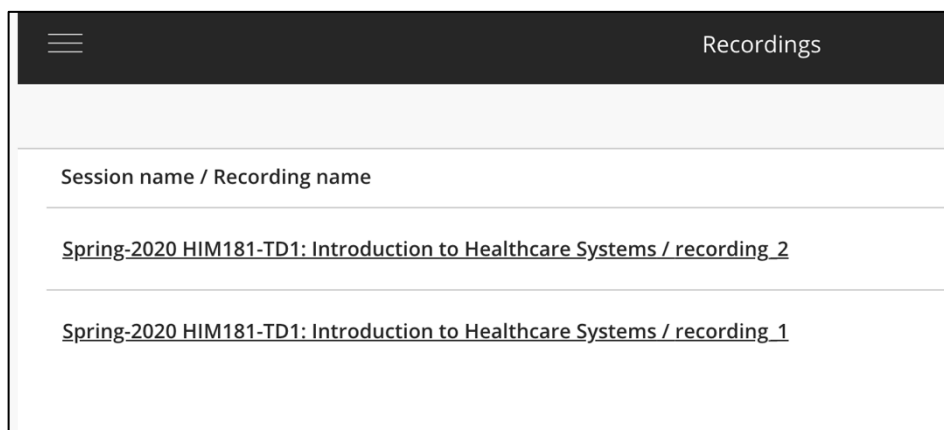 Recordings
Session name / Recording name
Spring-2020 HIM181-TD1: Introduction to Healthcare Systems / recording_2
Spring-2020 HIM181-TD1: Introduction to Healthcare Systems / recording_1